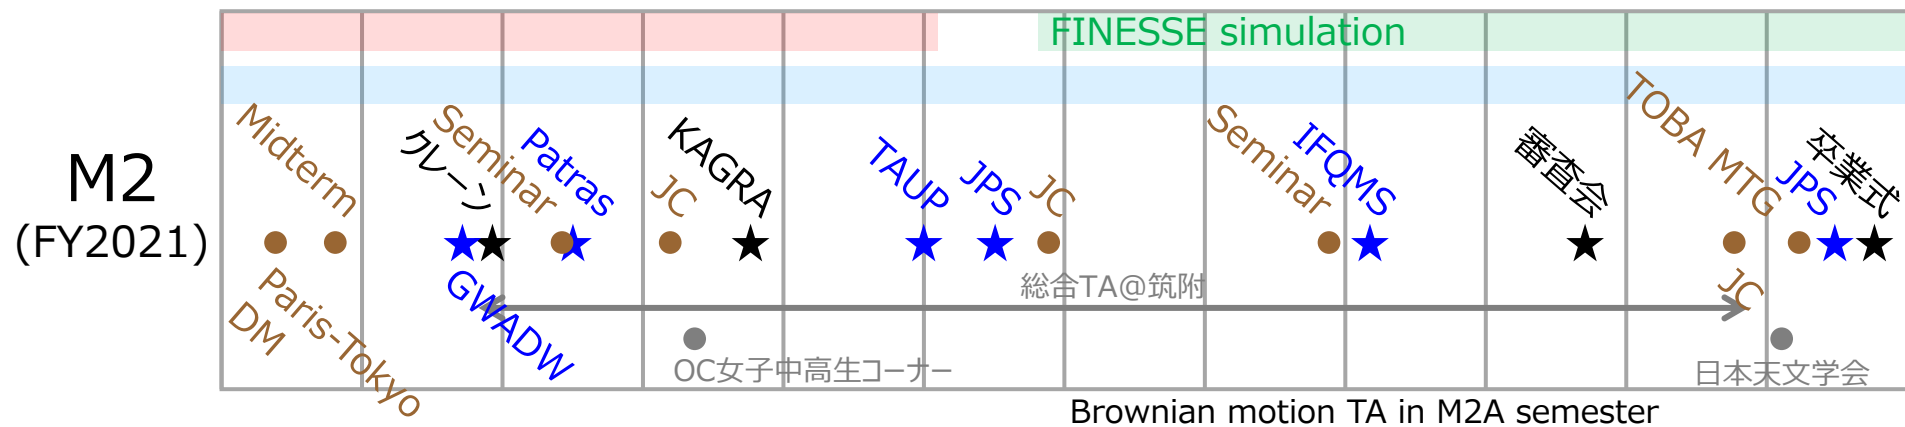 FINESSE simulation
M2
(FY2021)
Midterm
Paris-Tokyo
DM
クレーン
GWADW
Seminar
Patras
JC
KAGRA
TAUP
JPS
JC
Seminar
IFQMS
審査会
TOBA MTG
JC
JPS
卒業式
総合TA@筑附
OC女子中高生コーナー
日本天文学会
Brownian motion TA in M2A semester